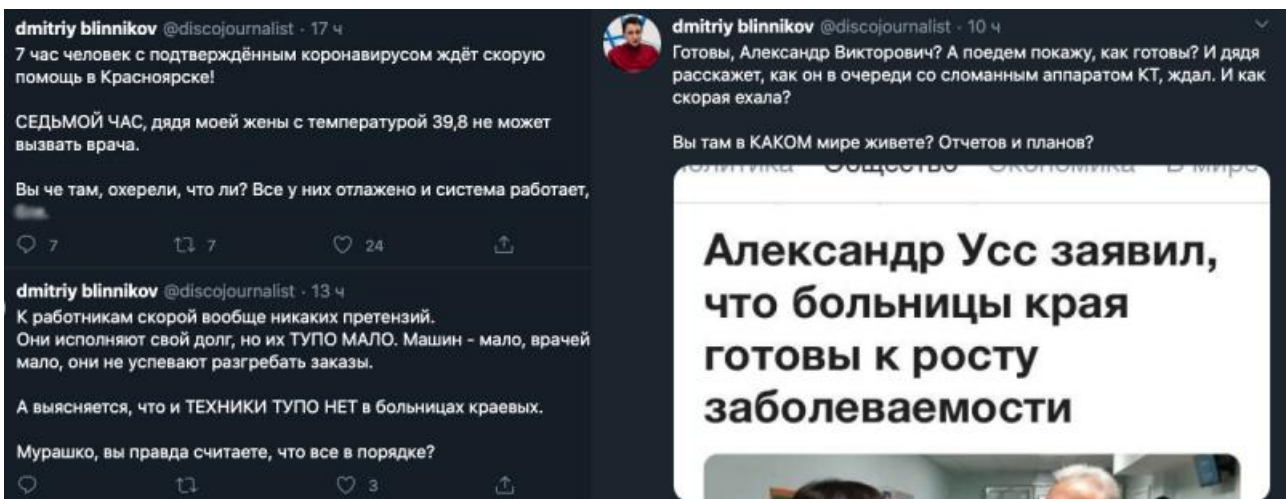 dmitriy blinnikov @discojournalist · 17 ч
7 час человек с подтверждённым коронавирусом ждёт скорую
помощь в Красноярске!
СЕДЬМОЙ ЧАС, дядя моей жены с температурой 39,8 не может
вызвать врача.
Вы че там, охерели, что ли? Все у них отлажено и система работает,
7 7 24
dmitriy blinnikov @discojournalist · 13 ч
К работникам скорой вообще никаких претензий.
Они исполняют свой долг, но их ТУПО МАЛО. Машин - мало, врачей
мало, они не успевают разгребать заказы.
А выясняется, что и ТЕХНИКИ ТУПО НЕТ в больницах краевых.
Мурашко, вы правда считаете, что все в порядке?
3
dmitriy blinnikov @discojournalist · 10 ч
Готовы, Александр Викторович? А поедем покажу, как готовы? И дядя
расскажет, как он в очереди со сломанным аппаратом КТ, ждал. И как
скорая ехала?
Вы там в КАКОМ мире живете? Отчетов и планов?
Общество Экономика В мире
Александр Усс заявил,
что больницы края
готовы к росту
заболеваемости